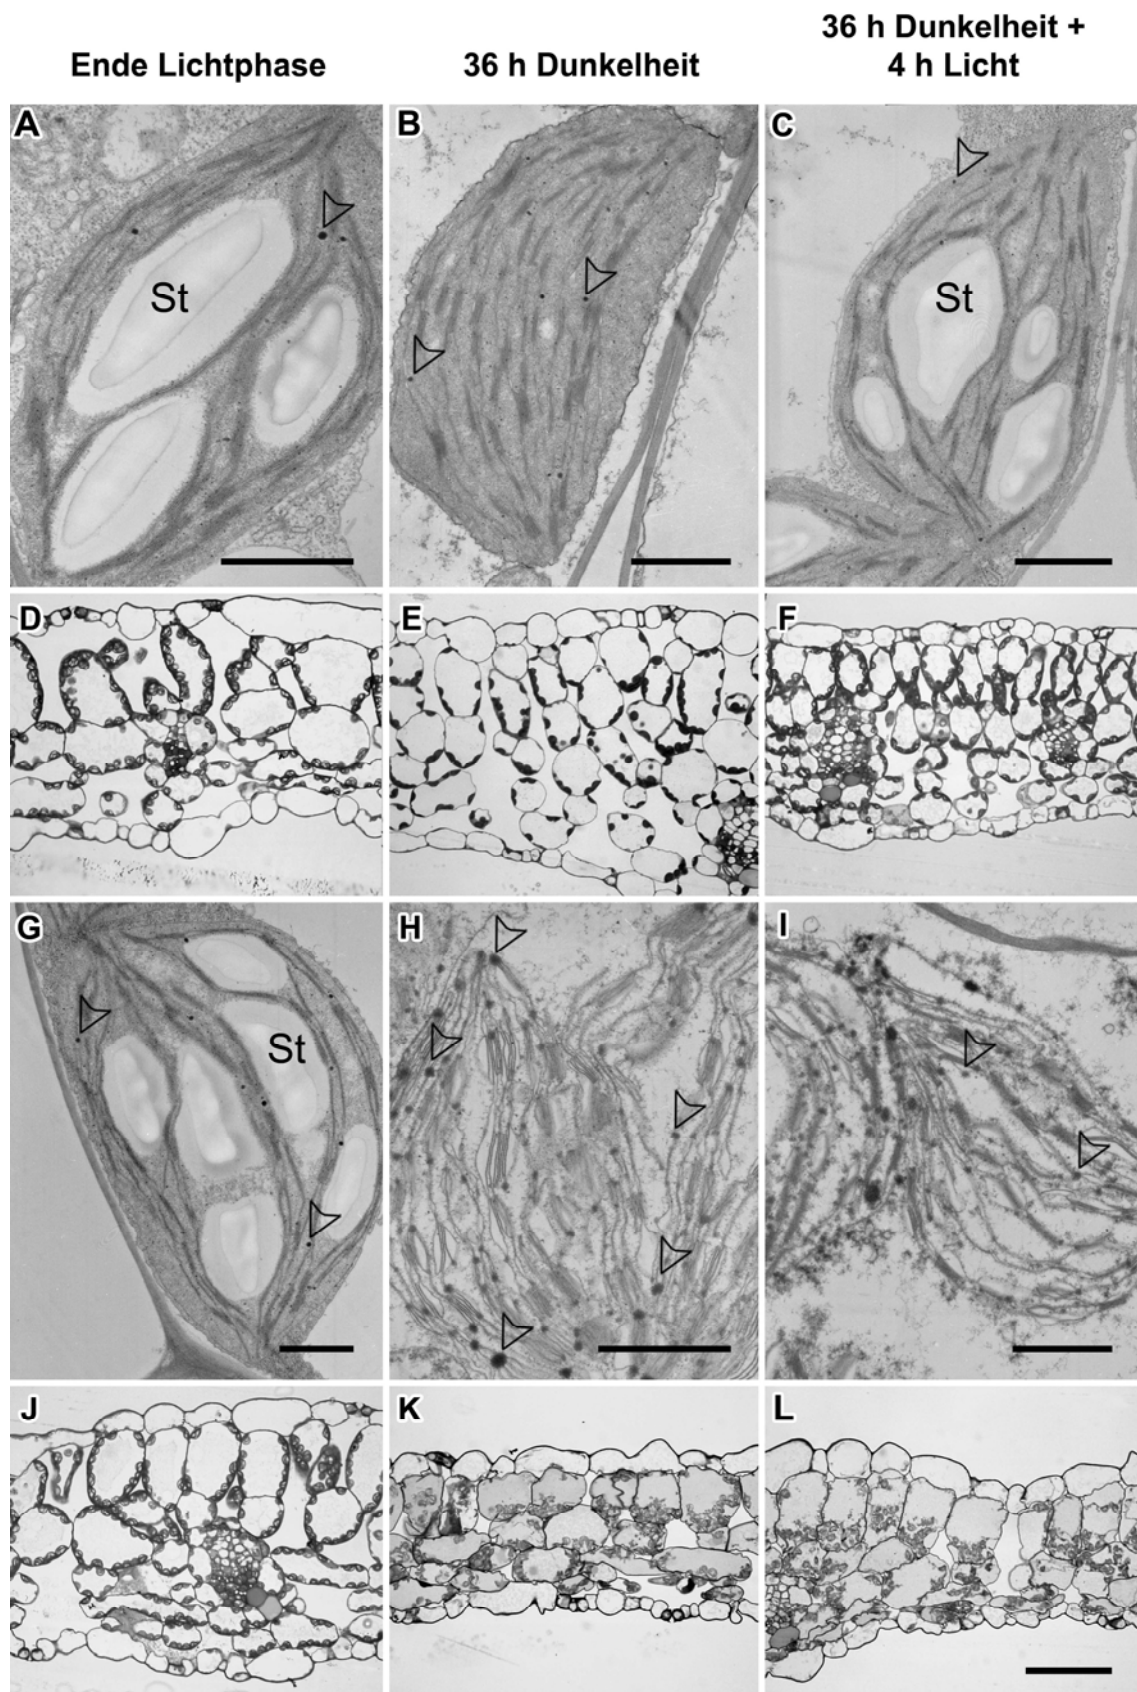 Ende Lichtphase
36 h Dunkelheit
36 h Dunkelheit +
4 h Licht
A
B
C
St
St
D
E
F
G
H
I
St
J
K
L